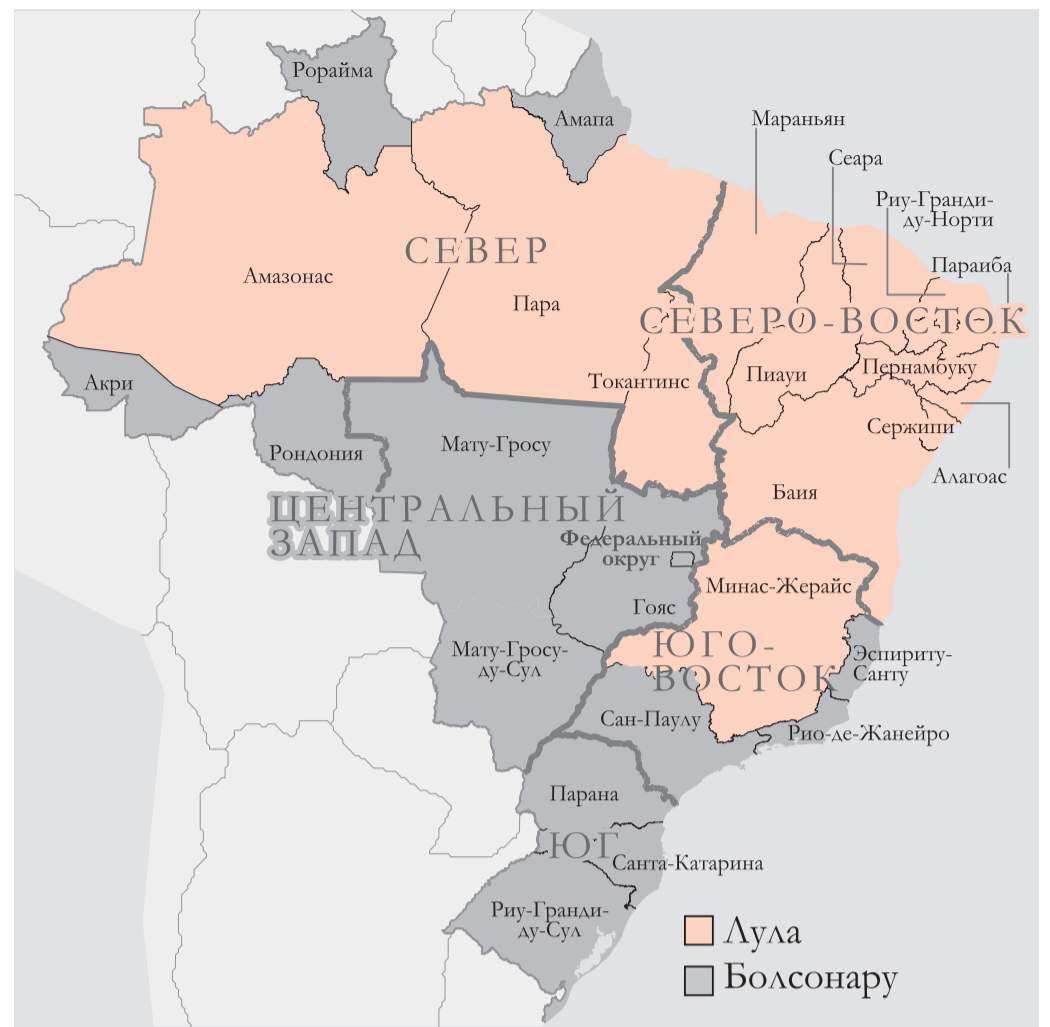 Рорайма
Амапа
Мараньян
Сеара
Риу-Гранди-
ду-Норти
Параиба
СЕВЕР
Амазонас
Пара
СЕВЕРО-ВОСТОК
Акри
Токантинс
Пиауи
Пернамбуку
Сержипи
Алагоас
Рондония
Мату-Гросу
Баия
ЦЕНТРАЛЬНЫЙ
ЗАПАД
Федеральный
округ
Гояс
Минас-Жерайс
Мату-Гросу-
ду-Сул
ЮГО-
ВОСТОК
Эспириту-
Санту
Сан-Паулу
Рио-де-Жанейро
Парана
ЮГ
Санта-Катарина
Риу-Гранди-
ду-Сул
Лула
Болсонару